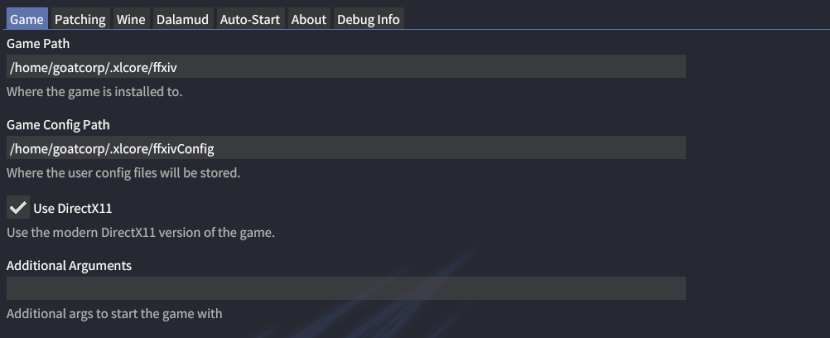 Game Patching Wine Dalamud Auto-Start About Debug Info
Game Path
/home/goatcorp/.xlcore/ffxiv
Where the game is installed to.
Game Config Path
/home/goatcorp/.xlcore/ffxivConfig
Where the user config files will be stored.
Use DirectX11
Use the modern DirectX11 version of the game.
Additional Arguments
Additional args to start the game with